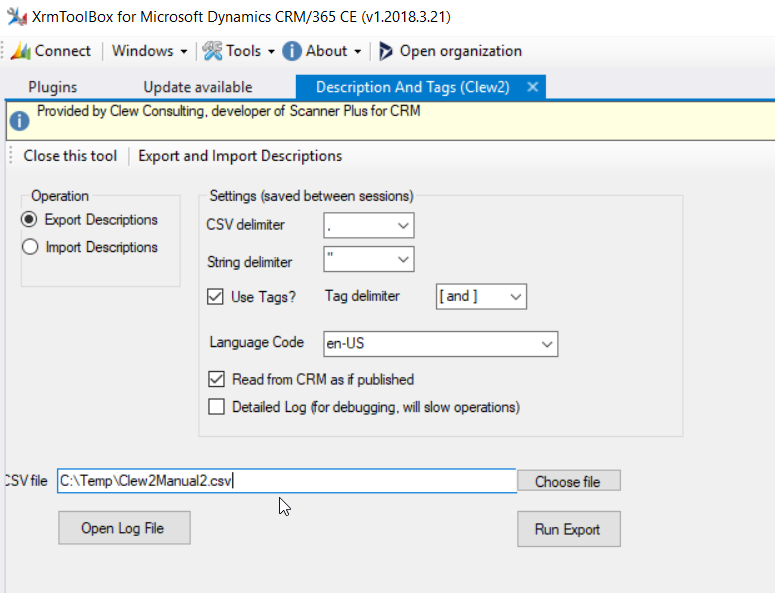 XrmToolBox for Microsoft Dynamics CRM/365 CE (v1.2018.3.21)
Connect Windows Tools About Open organization
Plugins Update available Description And Tags (Clew2)
Provided by Clew Consulting, developer of Scanner Plus for CRM
Close this tool Export and Import Descriptions
Operation
Export Descriptions
Import Descriptions
Settings (saved between sessions)
CSV delimiter ,
String delimiter "
Use Tags? Tag delimiter [ and ]
Language Code en-US
Read from CRM as if published
Detailed Log (for debugging, will slow operations)
CSV file C:\Temp\Clew2Manual2.csv Choose file
Open Log File Run Export